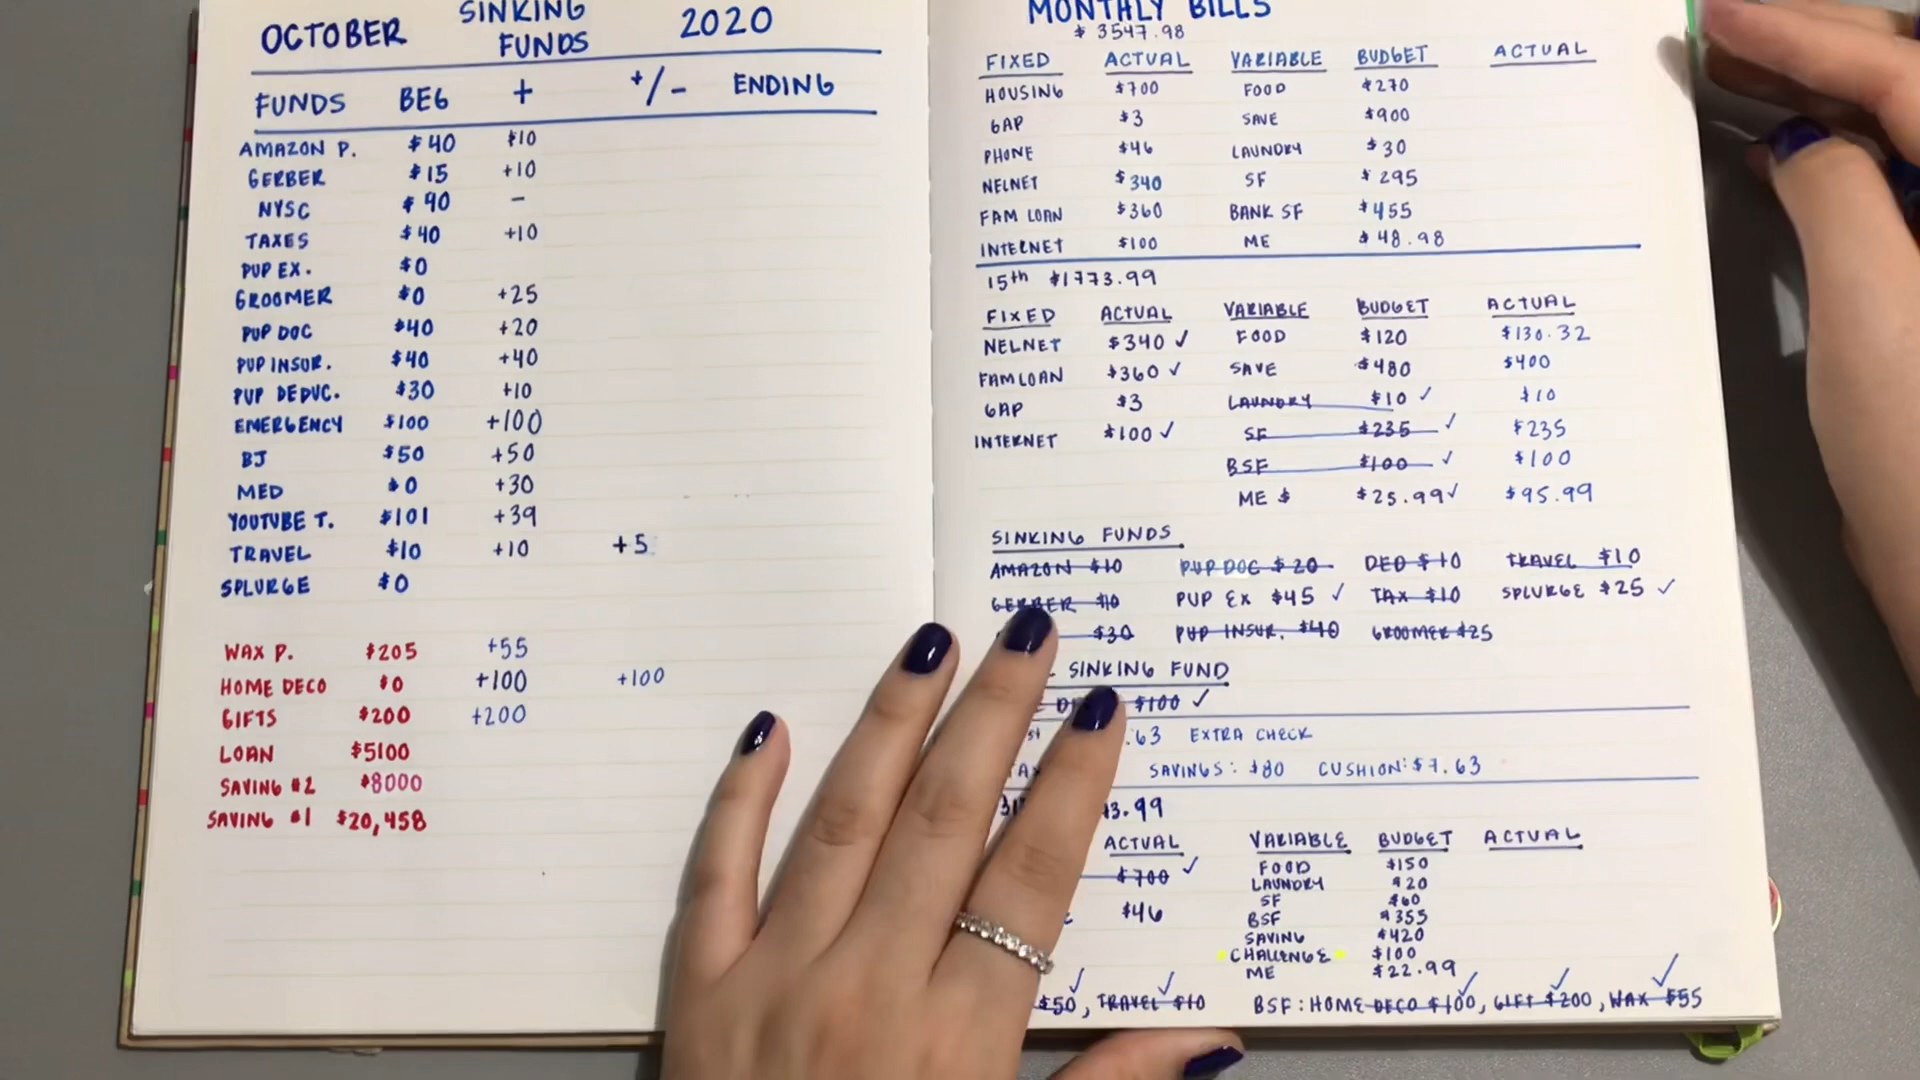 OCTOBER SINKING FUNDS 2020
FUNDS BEG + +/- ENDING
AMAZON P. $40 $10
GERBER $15 +10
NYSC $90 -
TAXES $40 +10
PUP EX. $0
GROOMER $0 +25
PUP DOC $40 +20
PUP INSUR. $40 +40
PUP DEDUC. $30 +10
EMERGENCY $100 +100
BJ $50 +50
MED $0 +30
YOUTUBE T. $101 +39
TRAVEL $10 +10 +5
SPLURGE $0
WAX P. $205 +55
HOME DECO $0 +100 +100
GIFTS $200 +200
LOAN $5100
SAVING #2 $8000
SAVING #1 $20,458
MONTHLY BILLS
$3547.98
FIXED ACTUAL VARIABLE BUDGET ACTUAL
HOUSING $700 FOOD $270
GAP $3 SAVE $900
PHONE $46 LAUNDRY $30
NELNET $340 SF $295
FAM LOAN $360 BANK SF $455
INTERNET $100 ME $48.98
15th $1773.99
FIXED ACTUAL VARIABLE BUDGET ACTUAL
NELNET $340 ✓ FOOD $120 $130.32
FAM LOAN $360 ✓ SAVE $480 $400
GAP $3 LAUNDRY $10 ✓ $10
INTERNET $100 ✓ SF $235 ✓ $235
BSF $100 ✓ $100
ME $ $25.99 ✓ $95.99
SINKING FUNDS
AMAZON $10 PUP DOC $20 DED $10 TRAVEL $10
GERBER $10 PUP EX $45 ✓ TAX $10 SPLURGE $25 ✓
$30 PUP INSUR. $40 GROOMER $25
SINKING FUND
$100 ✓
.63 EXTRA CHECK
SAVINGS: $80 CUSHION: $7.63
3.99
ACTUAL VARIABLE BUDGET ACTUAL
$700 ✓ FOOD $150
LAUNDRY $20
$46 SF $60
BSF $355
SAVING $420
CHALLENGE $100
ME $22.99
$50, ✓ TRAVEL $10 ✓ BSF: HOME DECO $100, ✓ GIFT $200, ✓ WAX $55 ✓